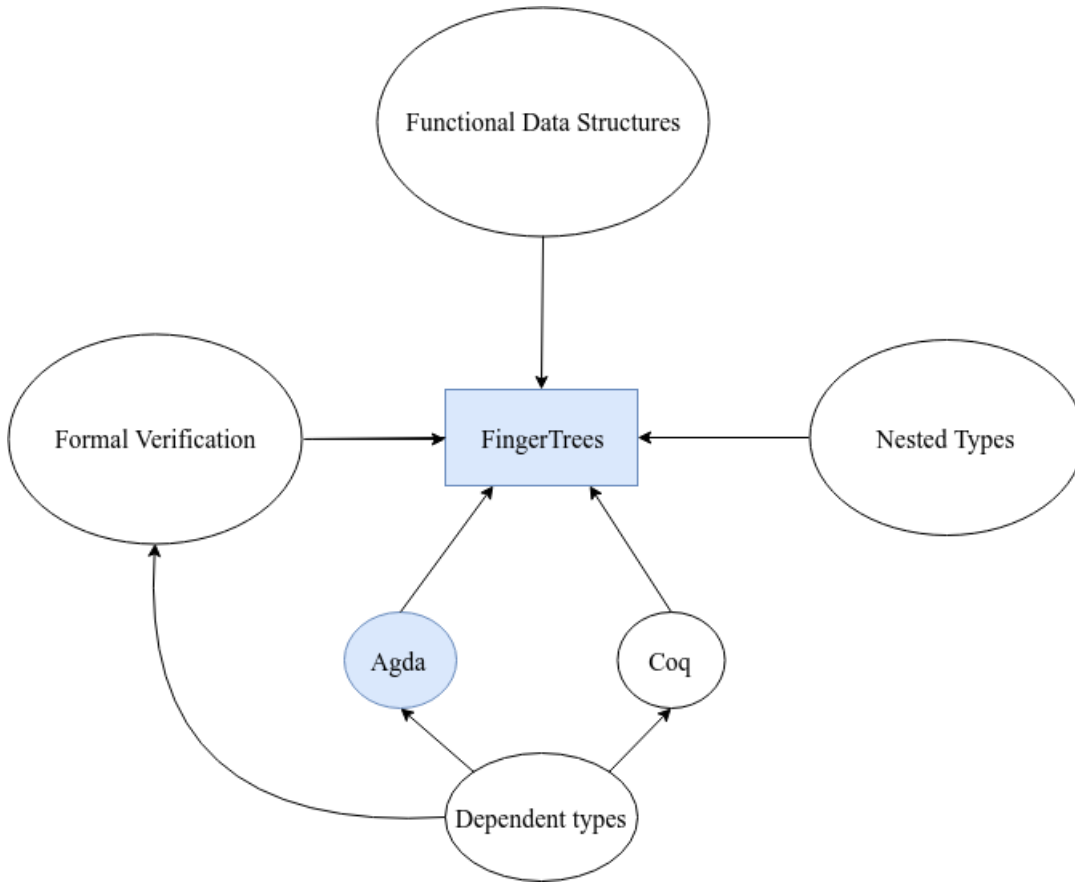 Functional Data Structures
Formal Verification
FingerTrees
Nested Types
Agda
Coq
Dependent types